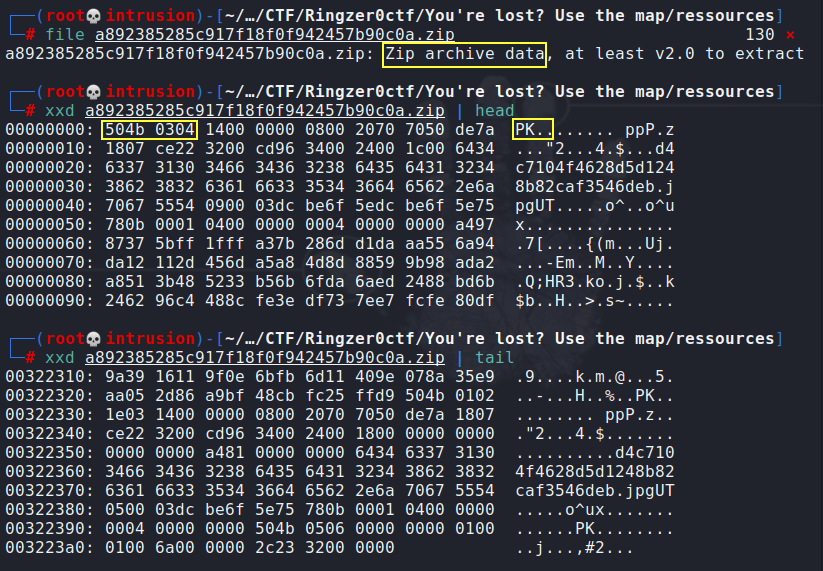 ┌──(root💀intrusion)-[~/…/CTF/Ringzer0ctf/You're lost? Use the map/ressources]
└─# file a892385285c917f18f0f942457b90c0a.zip 130 ⨯
a892385285c917f18f0f942457b90c0a.zip: Zip archive data, at least v2.0 to extract
┌──(root💀intrusion)-[~/…/CTF/Ringzer0ctf/You're lost? Use the map/ressources]
└─# xxd a892385285c917f18f0f942457b90c0a.zip | head
00000000: 504b 0304 1400 0000 0800 2070 7050 de7a PK........ ppP.z
00000010: 1807 ce22 3200 cd96 3400 2400 1c00 6434 ..."2...4.$...d4
00000020: 6337 3130 3466 3436 3238 6435 6431 3234 c7104f4628d5d124
00000030: 3862 3832 6361 6633 3534 3664 6562 2e6a 8b82caf3546deb.j
00000040: 7067 5554 0900 03dc be6f 5edc be6f 5e75 pgUT.....o^..o^u
00000050: 780b 0001 0400 0000 0004 0000 0000 a497 x...............
00000060: 8737 5bff 1fff a37b 286d d1da aa55 6a94 .7[....{(m...Uj.
00000070: da12 112d 456d a5a8 4d8d 8859 9b98 ada2 ...-Em..M..Y....
00000080: a851 3b48 5233 b56b 6fda 6aed 2488 bd6b .Q;HR3.ko.j.$..k
00000090: 2462 96c4 488c fe3e df73 7ee7 fcfe 80df $b..H..>.s~.....
┌──(root💀intrusion)-[~/…/CTF/Ringzer0ctf/You're lost? Use the map/ressources]
└─# xxd a892385285c917f18f0f942457b90c0a.zip | tail
00322310: 9a39 1611 9f0e 6bfb 6d11 409e 078a 35e9 .9....k.m.@...5.
00322320: aa05 2d86 a9bf 48cb fc25 ffd9 504b 0102 ..-...H..%..PK..
00322330: 1e03 1400 0000 0800 2070 7050 de7a 1807 ........ ppP.z..
00322340: ce22 3200 cd96 3400 2400 1800 0000 0000 ."2...4.$.......
00322350: 0000 0000 a481 0000 0000 6434 6337 3130 ..........d4c710
00322360: 3466 3436 3238 6435 6431 3234 3862 3832 4f4628d5d1248b82
00322370: 6361 6633 3534 3664 6562 2e6a 7067 5554 caf3546deb.jpgUT
00322380: 0500 03dc be6f 5e75 780b 0001 0400 0000 .....o^ux.......
00322390: 0004 0000 0000 504b 0506 0000 0000 0100 ......PK........
003223a0: 0100 6a00 0000 2c23 3200 0000 ..j...,#2...